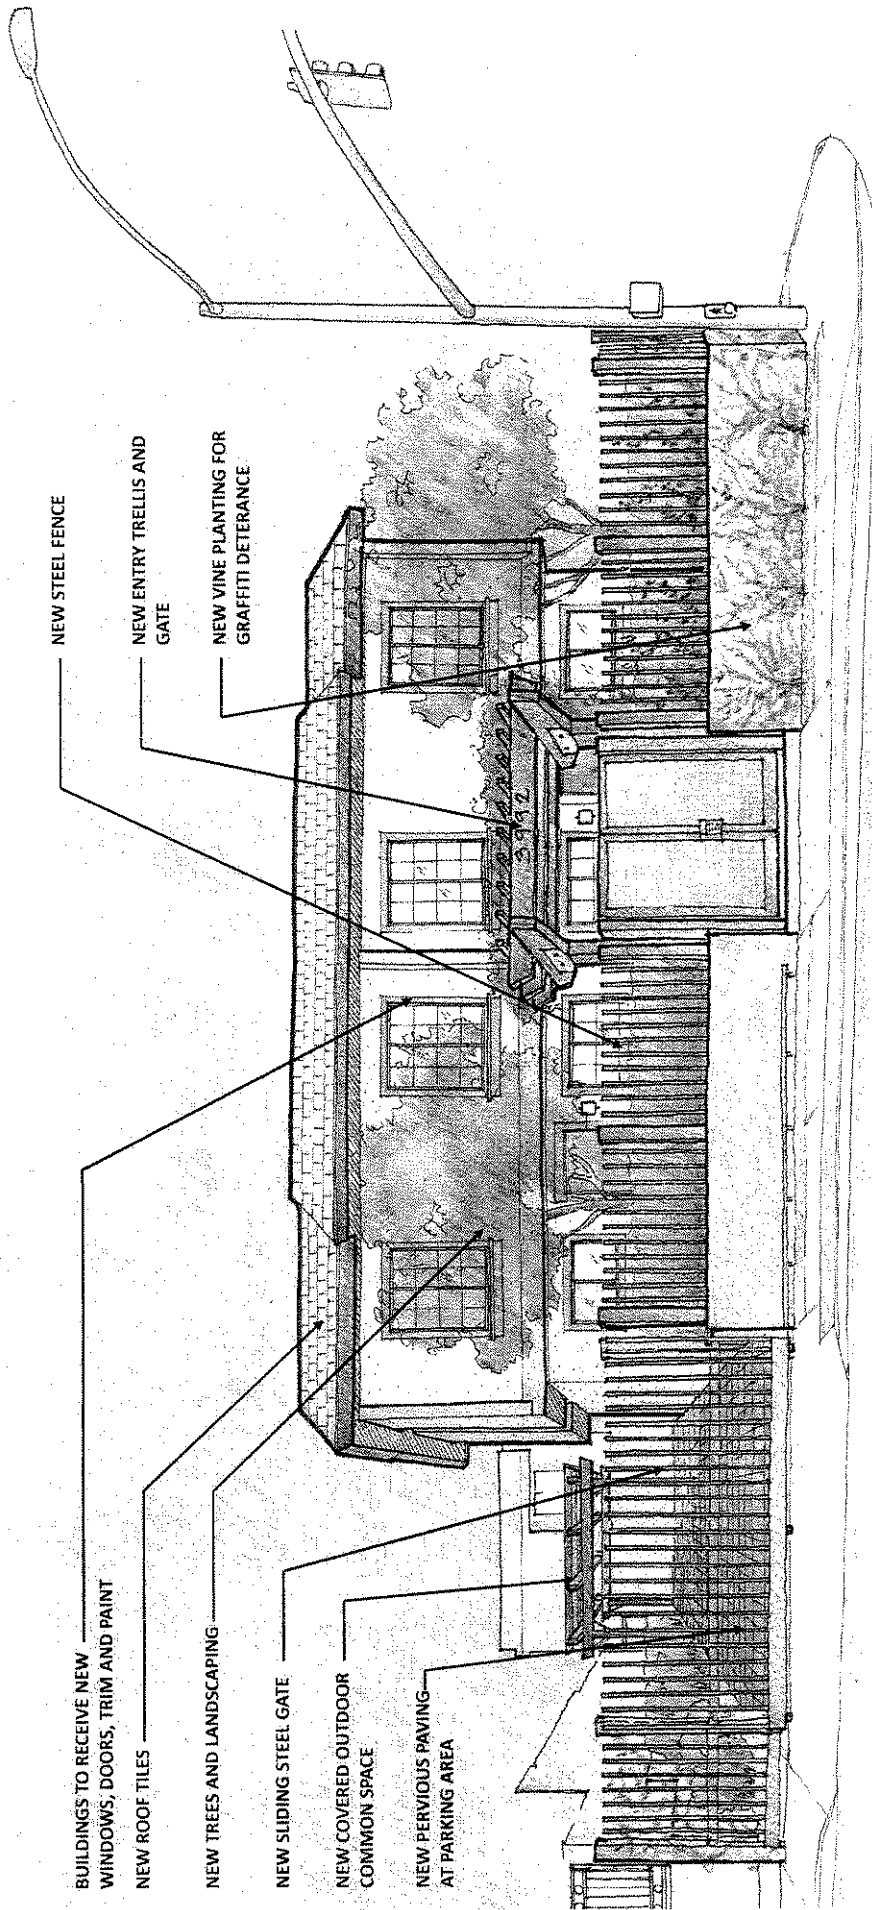 BUILDINGS TO RECEIVE NEW
WINDOWS, DOORS, TRIM AND PAINT
NEW ROOF TILES
NEW TREES AND LANDSCAPING
NEW SLIDING STEEL GATE
NEW COVERED OUTDOOR
COMMON SPACE
NEW PERVIOUS PAVING
AT PARKING AREA
NEW STEEL FENCE
NEW ENTRY TRELLIS AND
GATE
NEW VINE PLANTING FOR
GRAFFITI DETERANCE
3992